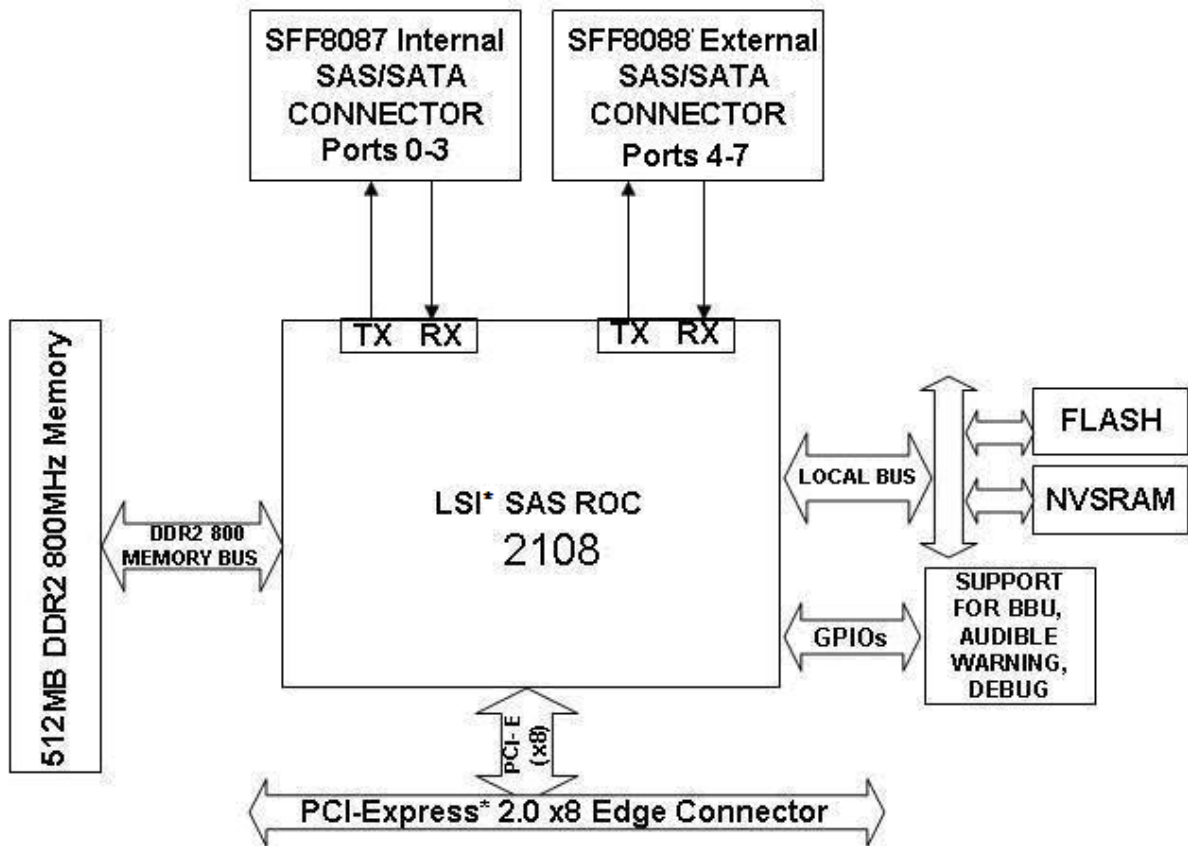 SFF8087 Internal
SAS/SATA
CONNECTOR
Ports 0-3
SFF8088 External
SAS/SATA
CONNECTOR
Ports 4-7
TX RX
TX RX
512MB DDR2 800MHz Memory
DDR2 800
MEMORY BUS
LSI* SAS ROC
2108
LOCAL BUS
FLASH
NVSRAM
GPIOs
SUPPORT
FOR BBU,
AUDIBLE
WARNING,
DEBUG
PCI- E
(x8)
PCI-Express* 2.0 x8 Edge Connector